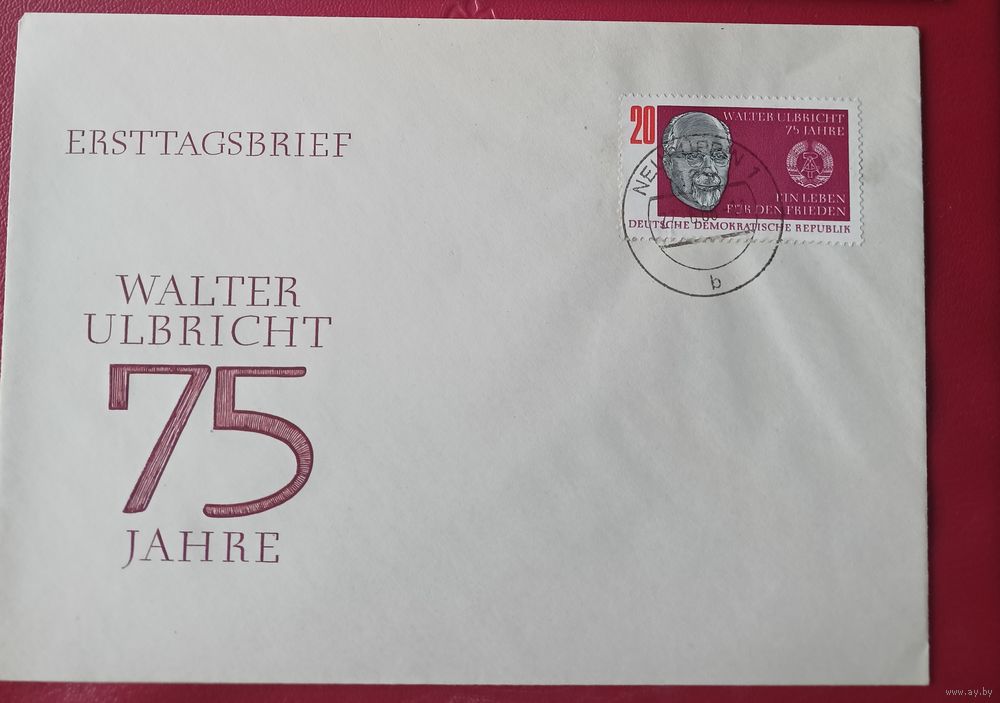 ERSTTAGSBRIEF
WALTER
ULBRICHT
75
JAHRE
20
WALTER ULBRICHT
75 JAHRE
EIN LEBEN
FÜR DEN FRIEDEN
DEUTSCHE DEMOKRATISCHE REPUBLIK
1
b
www.ay.by